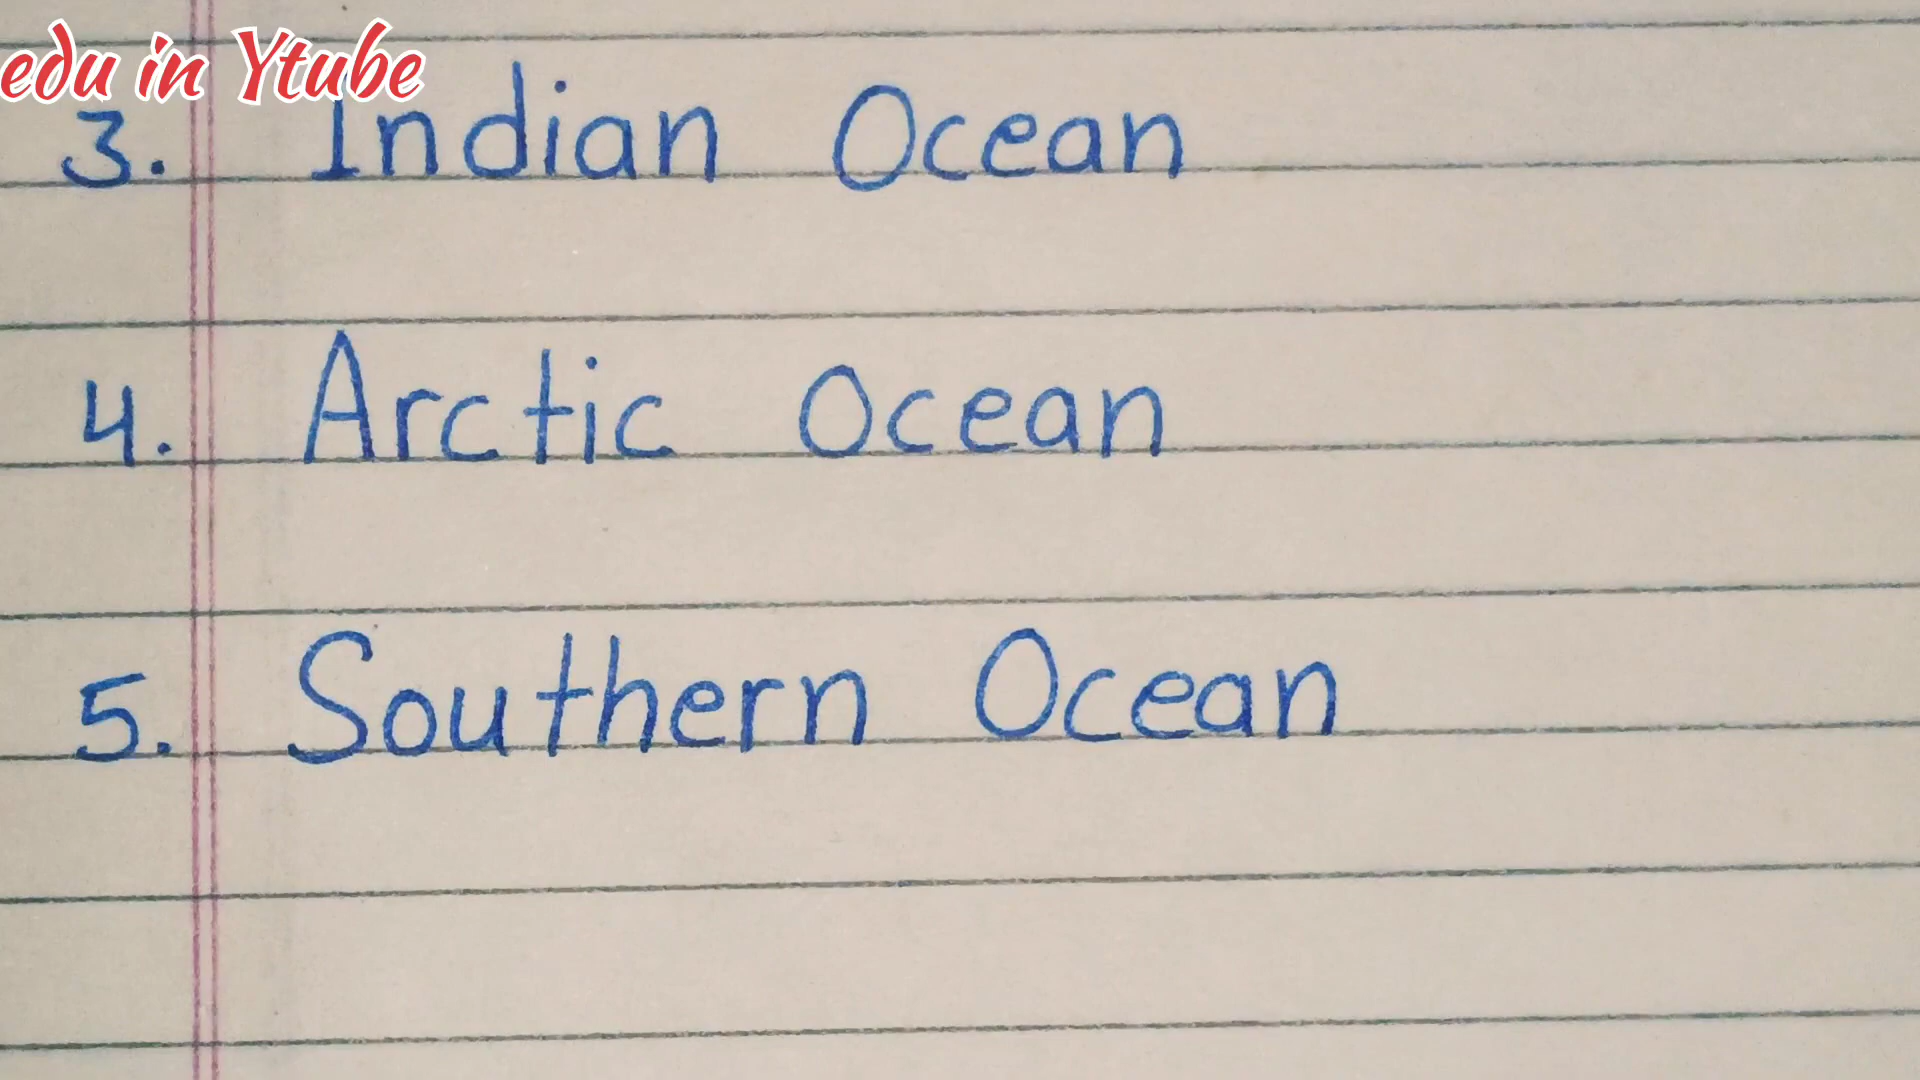 edu in Ytube
3. Indian Ocean
4. Arctic Ocean
5. Southern Ocean